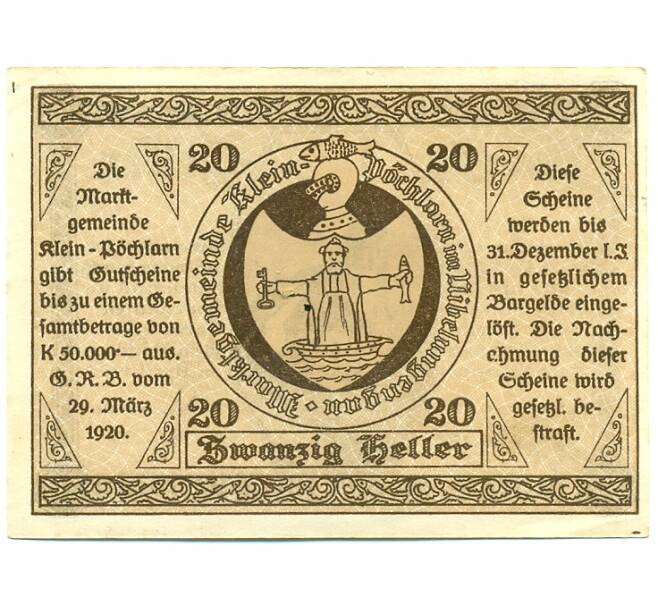 20
20
Die
Markt-
gemeinde
Klein-Pöchlarn
gibt Gutscheine
bis zu einem Ge-
samtbetrage von
K 50.000·— aus.
G. R. B. vom
29. März
1920.
Marktgemeinde Klein-Pöchlarn im Nibelungengau ·
Diese
Scheine
werden bis
31. Dezember l. J.
in gesetzlichem
Bargelde einge-
löst. Die Nach-
ahmung dieser
Scheine wird
gesetzl. be-
straft.
20
20
Zwanzig Heller